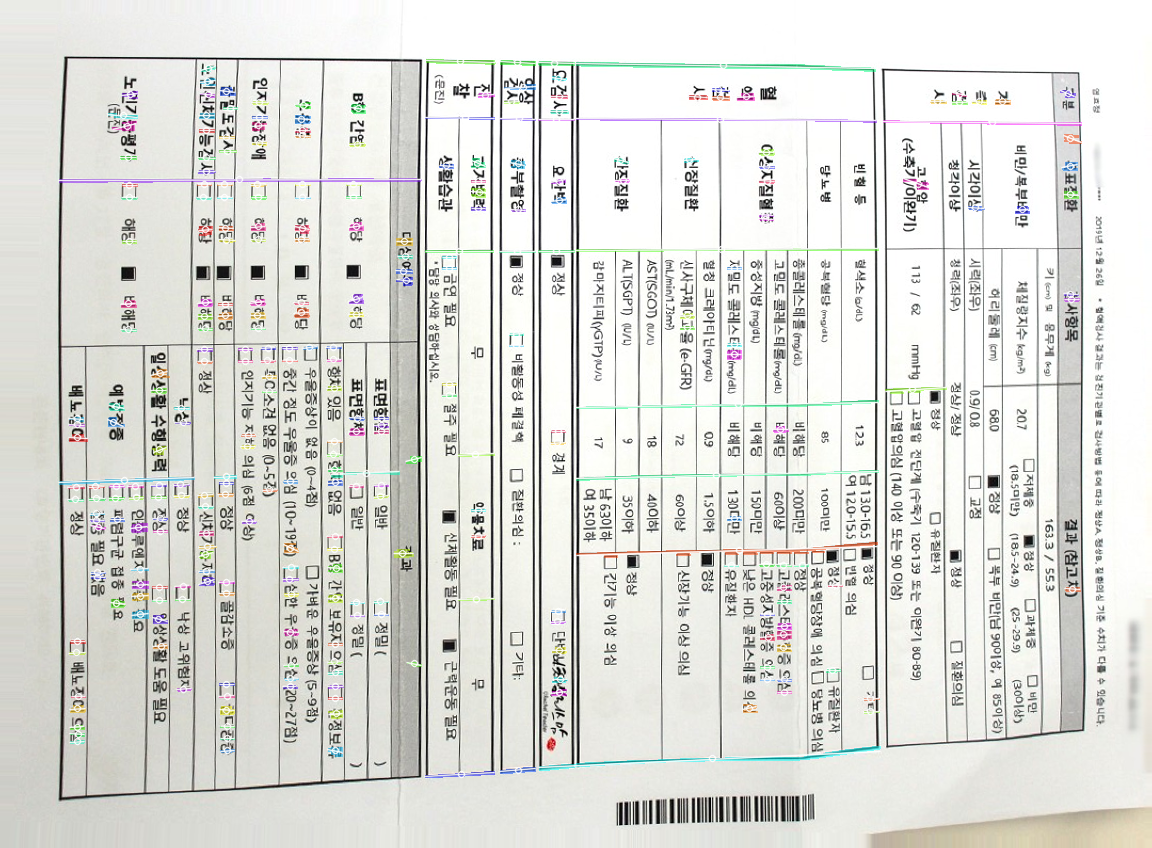 2019년 12월 26일 * 혈액검사 결과는 검진기관별로 검사방법 등에 따라 정상A, 정상B, 질환의심 기준 수치가 다를 수 있습니다.
구분 목표질환 검사항목 결과 (참고치)
계측검사
비만/복부비만 키(cm) 및 몸무게(kg) 163.3 / 55.3
체질량지수 (kg/m²) 20.7 □저체중 (18.5미만) ■정상 (18.5-24.9) □과체중 (25-29.9) □비만 (30이상)
허리둘레 (cm) 68.0 ■정상 □복부 비만(남 90이상, 여 85이상)
시각이상 시력(좌/우) 0.9/0.8 □교정
청각이상 청력(좌/우) 정상/ 정상 ■정상 □질환의심
고혈압 (수축기/이완기) 113 / 62 mmHg ■정상 □유질환자
□고혈압 전단계 (수축기 120-139 또는 이완기 80-89)
□고혈압의심 (140 이상 또는 90 이상)
혈액검사
빈혈 등 혈색소 (g/dL) 12.3 남 13.0-16.5 여 12.0-15.5 ■정상 □빈혈 의심 □기타
당뇨병 공복혈당 (mg/dL) 85 100미만 ■정상 □유질환자
□공복혈당장애 의심 □당뇨병 의심
이상지질혈증 총콜레스테롤 (mg/dL) 비해당 200미만 □정상
고밀도 콜레스테롤 (mg/dL) 비해당 60이상 □고콜레스테롤혈증 의심
중성지방 (mg/dL) 비해당 150미만 □고중성지방혈증 의심
저밀도 콜레스테롤 (mg/dL) 비해당 130미만 □낮은 HDL 콜레스테롤 의심
□유질환자
신장질환 혈청 크레아티닌 (mg/dL) 0.9 1.5이하 ■정상
신사구체여과율 (e-GFR) (mL/min/1.73m²) 72 60이상 □신장기능 이상 의심
간장질환 AST(SGOT) (IU/L) 18 40이하
ALT(SGPT) (IU/L) 9 35이하 ■정상
감마지티피(γGTP) (IU/L) 17 남 63이하 여 35이하 □간기능 이상 의심
요검사 요단백 ■정상 □경계
영상검사 흉부촬영 ■정상 □비활동성 폐결핵 □질환의심: □기타:
진찰 (문진) 과거병력 무 약물치료 무
생활습관 □금연 필요 □절주 필요 ■신체활동 필요 ■근력운동 필요
* 담당 의사와 상담하십시오.
대상여부 결과
B형 간염 □해당 ■비해당 표면항원 □일반 □정밀 ( )
표면항체 □일반 □정밀 ( )
□항체 있음 □항체 없음 □B형 간염 보유자 의심 □판정보류
우울증 □해당 ■비해당 □우울증상이 없음 (0~4점) □가벼운 우울증상 (5~9점)
□중간 정도 우울증 의심 (10~19점) □심한 우울증 의심 (20~27점)
인지기능장애 □해당 ■비해당 □특이 소견 없음 (0~5점)
□인지기능 저하 의심 (6점 이상)
골밀도검사 □해당 ■비해당 □정상 □골감소증 □골다공증
노인신체기능검사 □해당 ■비해당 □정상 □신체기능저하
노인기능평가 (문진) □해당 ■비해당 낙상 □정상 □낙상 고위험자
일상생활 수행능력 □정상 □일상생활 도움 필요
예방접종 □인플루엔자 접종 필요
□폐렴구균 접종 필요
□접종 필요 없음
배뇨장애 □정상 □배뇨장애 의심